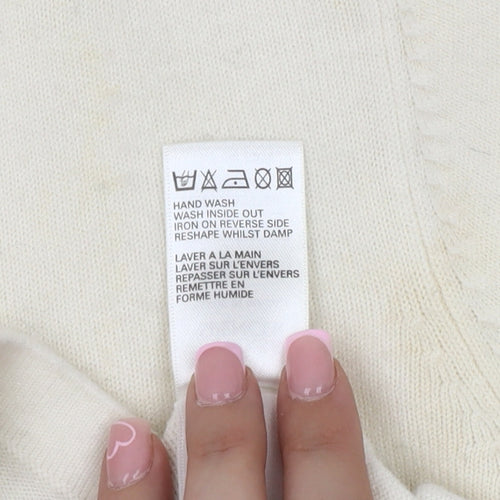 HAND WASH
WASH INSIDE OUT
IRON ON REVERSE SIDE
RESHAPE WHILST DAMP
LAVER A LA MAIN
LAVER SUR L'ENVERS
REPASSER SUR L'ENVERS
REMETTRE EN
FORME HUMIDE